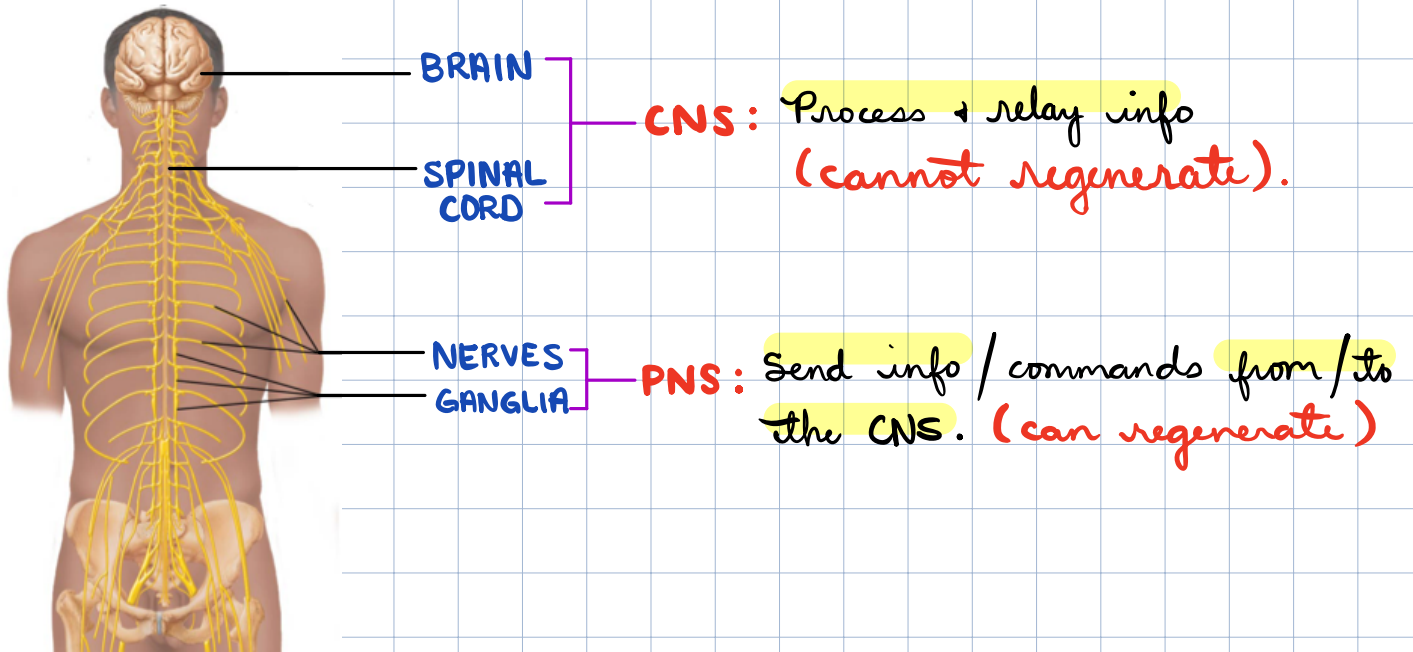 BRAIN
SPINAL
CORD
CNS: Process + relay info
(cannot regenerate).
NERVES
GANGLIA
PNS: Send info / commands from / to
the CNS. (can regenerate)